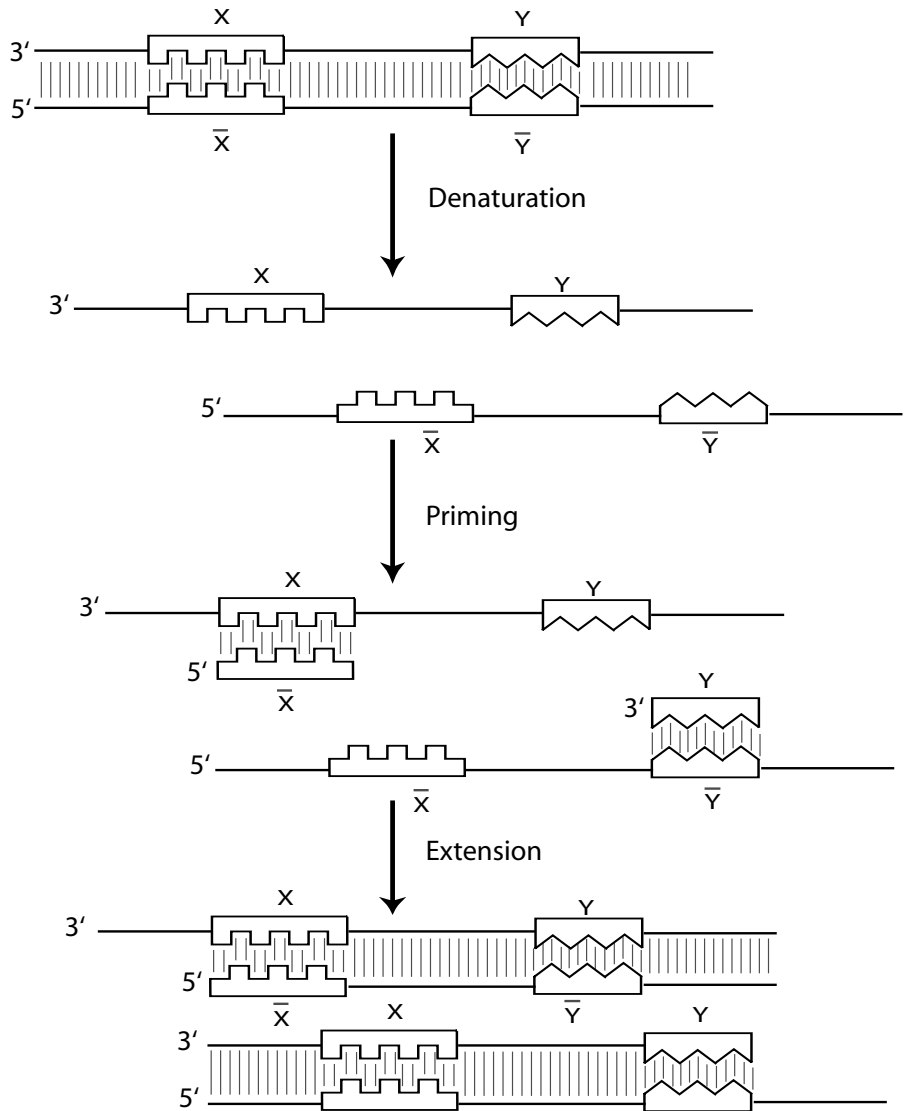 X Y
3‘
5‘
X̅ Y̅
Denaturation
X Y
3‘
5‘
X̅ Y̅
Priming
X Y
3‘
5‘
X̅ Y
3‘
5‘
X̅ Y̅
Extension
X Y
3‘
5‘
X̅ X Y̅ Y
3‘
5‘